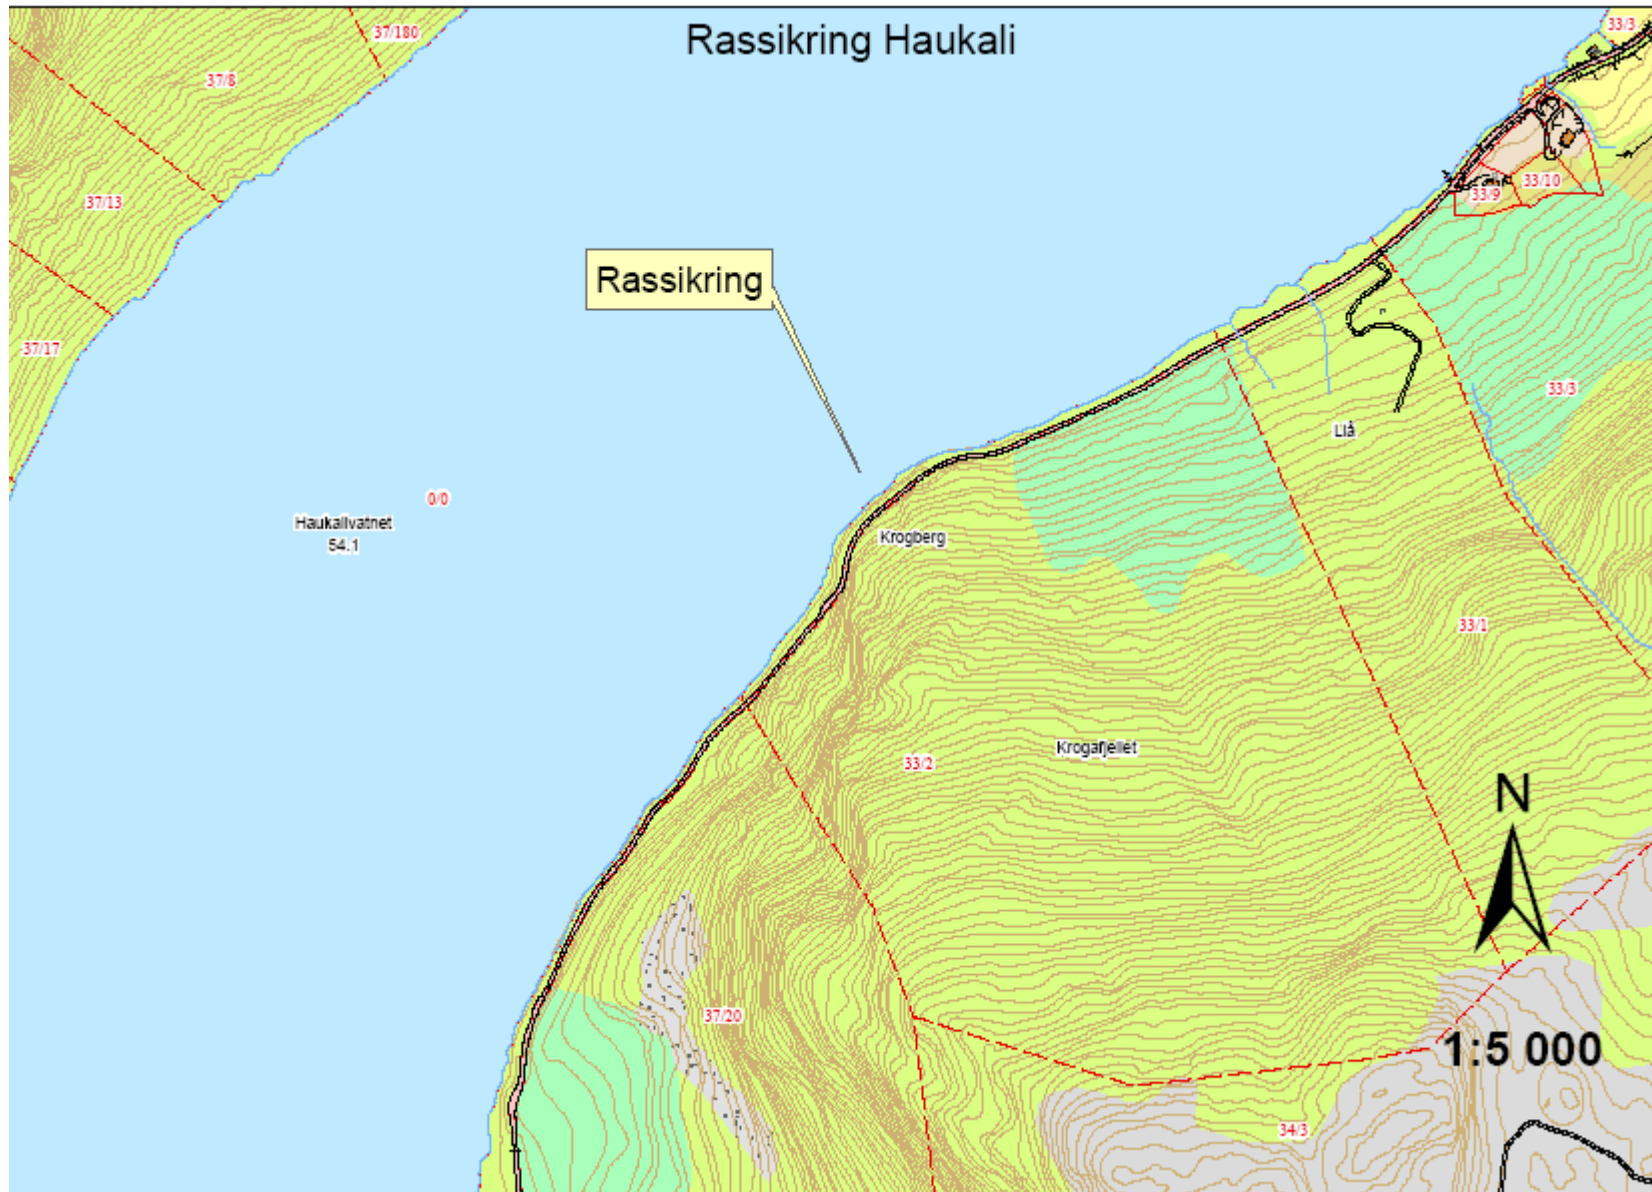 Rassikring Haukali
37/180
33/3
37/8
33/9
33/10
37/13
Rassikring
37/17
33/3
Liå
0/0
Haukalivatnet
54.1
Krogberg
33/1
Krogafjellet
33/2
N
37/20
1:5 000
34/3